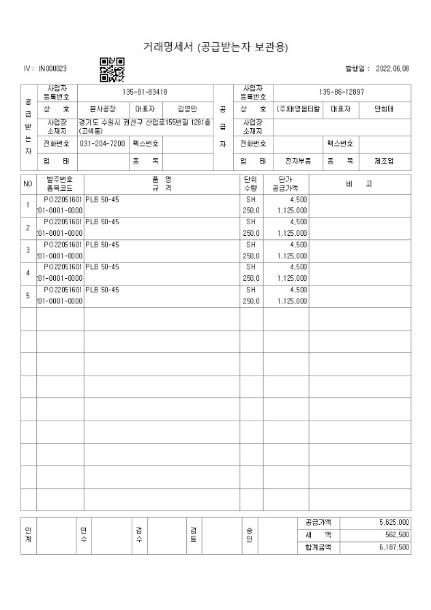 거래명세서 (공급받는자 보관용)
IV : IN000023
발행일 : 2022.06.08
공급받는자
사업자등록번호 135-81-83418
상 호 본사공장 대표자 김영민
사업장소재지 경기도 수원시 권선구 산업로155번길 1281홀 (고색동)
전화번호 031-204-7200 팩스번호
업 태 종 목
공급자
사업자등록번호 135-86-12897
상 호 대표자
사업장소재지
전화번호 팩스번호
업 태 전자부품 종 목 제조업
NO 발주번호 품 명 단위 단가 비 고
품목코드 규 격 수량 공급가액
1 PO22051601 PLB 50-45 SH 4,500
01-0001-0000 250.0 1,125,000
2 PO22051601 PLB 50-45 SH 4,500
01-0001-0000 250.0 1,125,000
3 PO22051601 PLB 50-45 SH 4,500
01-0001-0000 250.0 1,125,000
4 PO22051601 PLB 50-45 SH 4,500
01-0001-0000 250.0 1,125,000
5 PO22051601 PLB 50-45 SH 4,500
01-0001-0000 250.0 1,125,000
인계 인수 검수 검토 승인
공급가액 5,625,000
세 액 562,500
합계금액 6,187,500